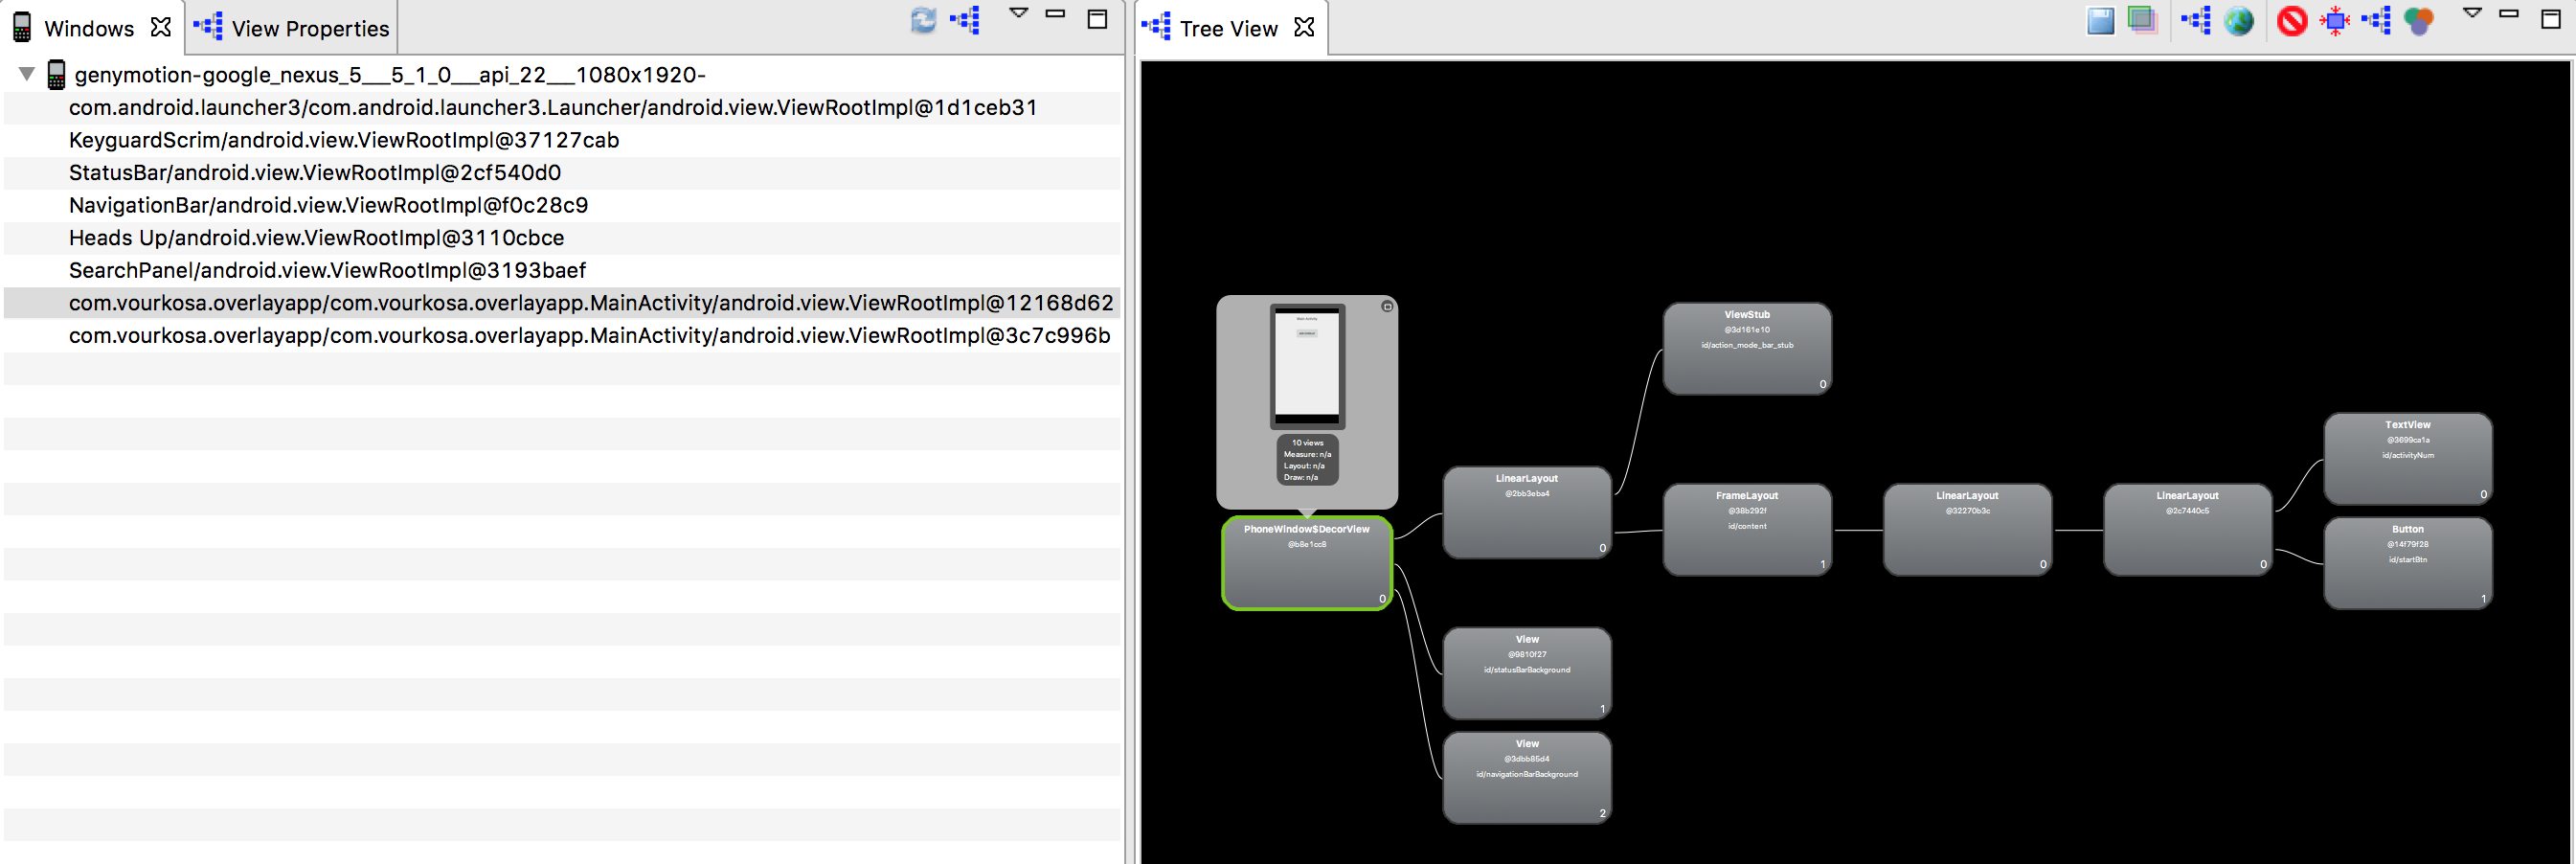 Windows
View Properties
genymotion-google_nexus_5___5_1_0___api_22___1080x1920-
com.android.launcher3/com.android.launcher3.Launcher/android.view.ViewRootImpl@1d1ceb31
KeyguardScrim/android.view.ViewRootImpl@37127cab
StatusBar/android.view.ViewRootImpl@2cf540d0
NavigationBar/android.view.ViewRootImpl@f0c28c9
Heads Up/android.view.ViewRootImpl@3110cbce
SearchPanel/android.view.ViewRootImpl@3193baef
com.vourkosa.overlayapp/com.vourkosa.overlayapp.MainActivity/android.view.ViewRootImpl@12168d62
com.vourkosa.overlayapp/com.vourkosa.overlayapp.MainActivity/android.view.ViewRootImpl@3c7c996b
Tree View
10 views
Measure: n/a
Layout: n/a
Draw: n/a
PhoneWindow$DecorView
@b8e1cc8
0
LinearLayout
@2bb3eba4
0
View
@9810f27
id/statusBarBackground
1
View
@3dbb85d4
id/navigationBarBackground
2
ViewStub
@3d161e10
id/action_mode_bar_stub
0
FrameLayout
@38b292f
id/content
1
LinearLayout
@32270b3c
0
LinearLayout
@2c7440c5
0
TextView
@3699ca1a
id/activityNum
0
Button
@14f79f28
id/startBtn
1